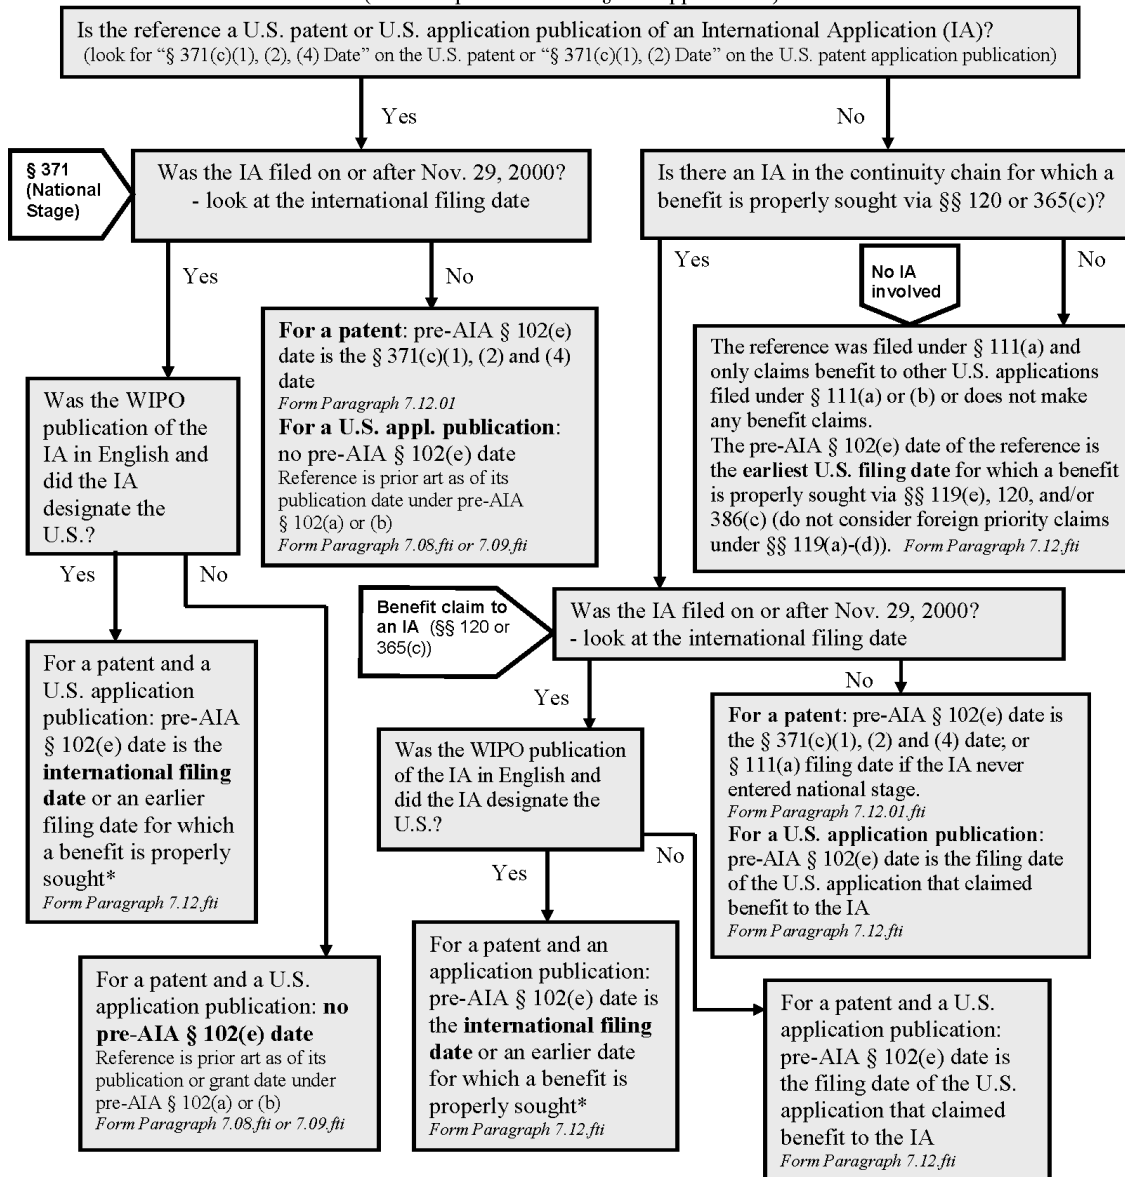 Is the reference a U.S. patent or U.S. application publication of an International Application (IA)?
(look for “§ 371(c)(1), (2), (4) Date” on the U.S. patent or “§ 371(c)(1), (2) Date” on the U.S. patent application publication)
Yes
No
§ 371
(National
Stage)
Was the IA filed on or after Nov. 29, 2000?
- look at the international filing date
Is there an IA in the continuity chain for which a
benefit is properly sought via §§ 120 or 365(c)?
Yes
No
Yes
No IA
involved
No
For a patent: pre-AIA § 102(e)
date is the § 371(c)(1), (2) and (4)
date
Form Paragraph 7.12.01
For a U.S. appl. publication:
no pre-AIA § 102(e) date
Reference is prior art as of its
publication date under pre-AIA
§ 102(a) or (b)
Form Paragraph 7.08.fti or 7.09.fti
The reference was filed under § 111(a) and
only claims benefit to other U.S. applications
filed under § 111(a) or (b) or does not make
any benefit claims.
The pre-AIA § 102(e) date of the reference is
the earliest U.S. filing date for which a benefit
is properly sought via §§ 119(e), 120, and/or
386(c) (do not consider foreign priority claims
under §§ 119(a)-(d)). Form Paragraph 7.12.fti
Was the WIPO
publication of the
IA in English and
did the IA
designate the
U.S.?
Yes
No
Benefit claim to
an IA (§§ 120 or
365(c))
Was the IA filed on or after Nov. 29, 2000?
- look at the international filing date
Yes
No
For a patent and a
U.S. application
publication: pre-AIA
§ 102(e) date is the
international filing
date or an earlier
filing date for which
a benefit is properly
sought*
Form Paragraph 7.12.fti
Was the WIPO publication
of the IA in English and
did the IA designate the
U.S.?
Yes
No
For a patent: pre-AIA § 102(e) date is
the § 371(c)(1), (2) and (4) date; or
§ 111(a) filing date if the IA never
entered national stage.
Form Paragraph 7.12.01.fti
For a U.S. application publication:
pre-AIA § 102(e) date is the filing date
of the U.S. application that claimed
benefit to the IA
Form Paragraph 7.12.fti
For a patent and a U.S.
application publication: no
pre-AIA § 102(e) date
Reference is prior art as of its
publication or grant date under
pre-AIA § 102(a) or (b)
Form Paragraph 7.08.fti or 7.09.fti
For a patent and an
application publication:
pre-AIA § 102(e) date is
the international filing
date or an earlier date
for which a benefit is
properly sought*
Form Paragraph 7.12.fti
For a patent and a U.S.
application publication:
pre-AIA § 102(e) date is
the filing date of the U.S.
application that claimed
benefit to the IA
Form Paragraph 7.12.fti